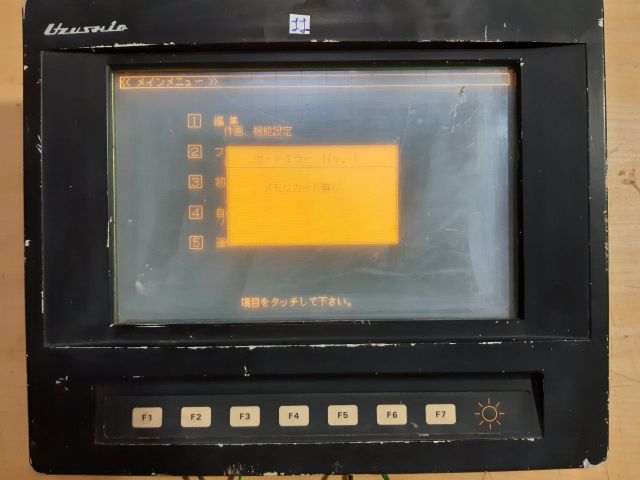 Uzushio
11
<< メインメニュー >>
1 編集
作画、機能設定
2 フ
カードエラー No. 1
3 初
メモリカード無し
4 自
5 運
項目をタッチして下さい。
F1 F2 F3 F4 F5 F6 F7